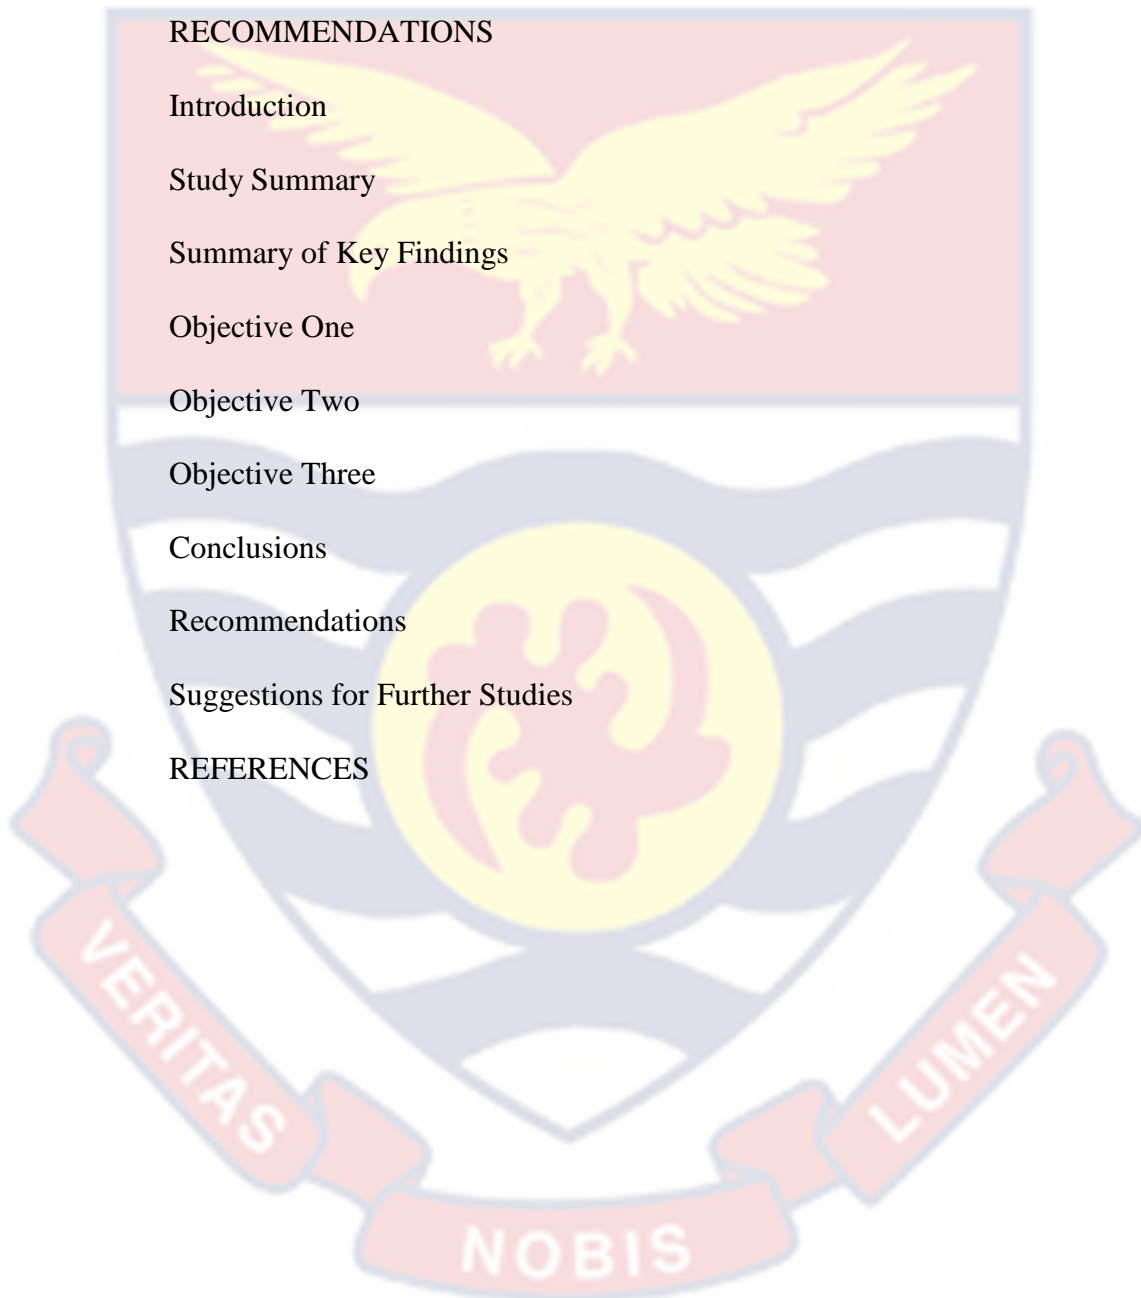 RECOMMENDATIONS
Introduction
Study Summary
Summary of Key Findings
Objective One
Objective Two
Objective Three
Conclusions
Recommendations
Suggestions for Further Studies
REFERENCES
VERITAS
NOBIS
LUMEN